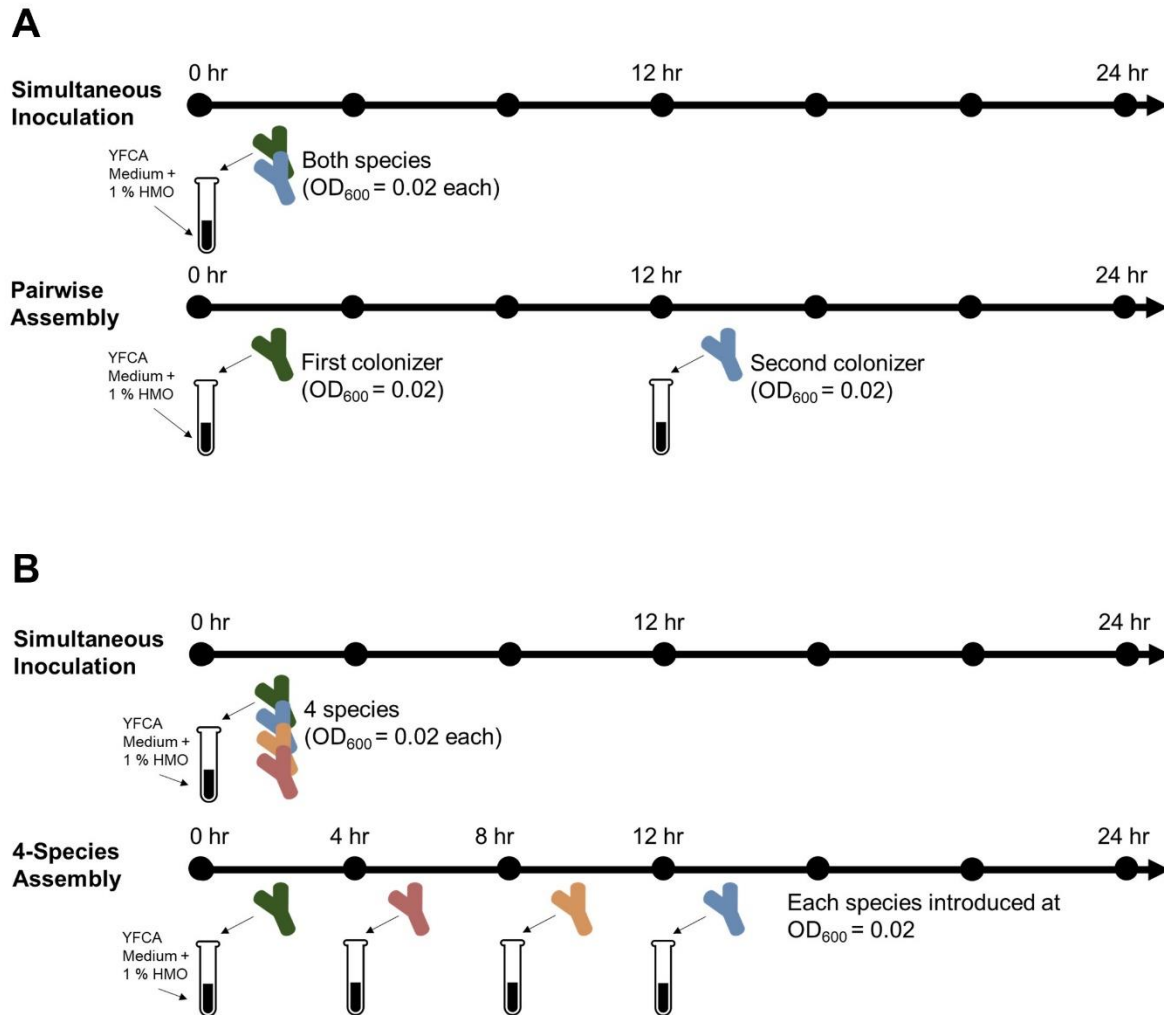 A
0 hr 12 hr 24 hr
Simultaneous
Inoculation
YFCA
Medium +
1 % HMO
Both species
(OD600 = 0.02 each)
0 hr 12 hr 24 hr
Pairwise
Assembly
YFCA
Medium +
1 % HMO
First colonizer
(OD600 = 0.02)
Second colonizer
(OD600 = 0.02)
B
0 hr 12 hr 24 hr
Simultaneous
Inoculation
YFCA
Medium +
1 % HMO
4 species
(OD600 = 0.02 each)
0 hr 4 hr 8 hr 12 hr 24 hr
4-Species
Assembly
YFCA
Medium +
1 % HMO
Each species introduced at
OD600 = 0.02